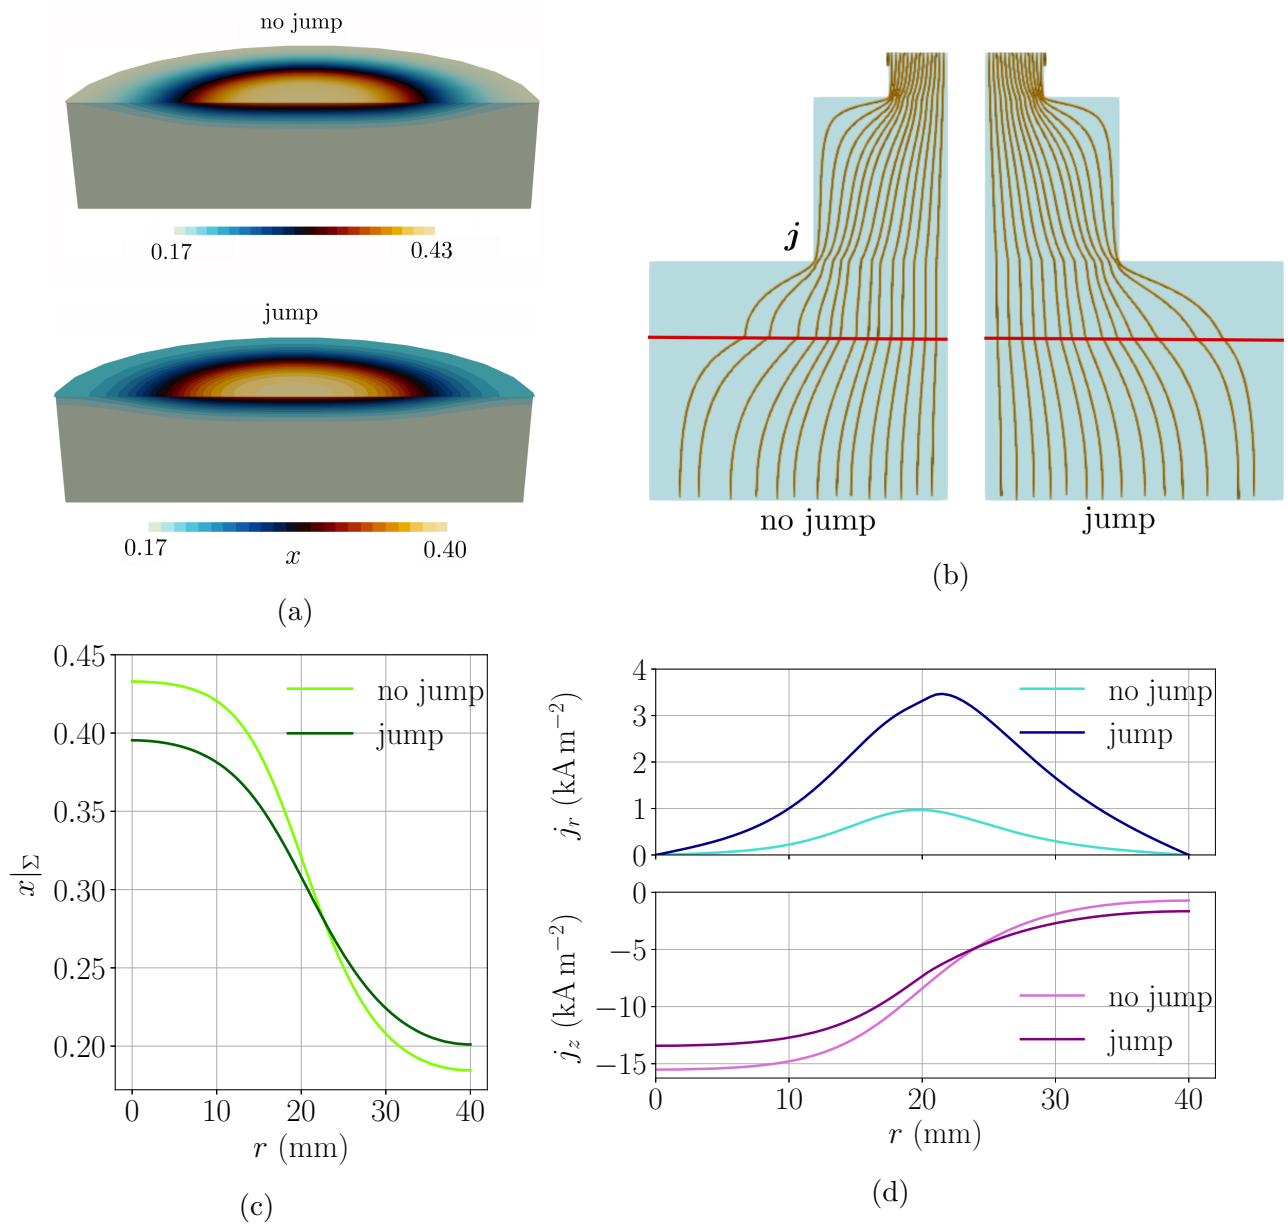 no jump
0.17 0.43
jump
0.17 0.40
x
(a)
j
no jump jump
(b)
0.45
0.40
0.35
0.30
0.25
0.20
x|Σ
no jump
jump
0 10 20 30 40
r (mm)
(c)
4
3
2
1
0
j_r (kA m⁻²)
no jump
jump
0
−5
−10
−15
j_z (kA m⁻²)
no jump
jump
0 10 20 30 40
r (mm)
(d)